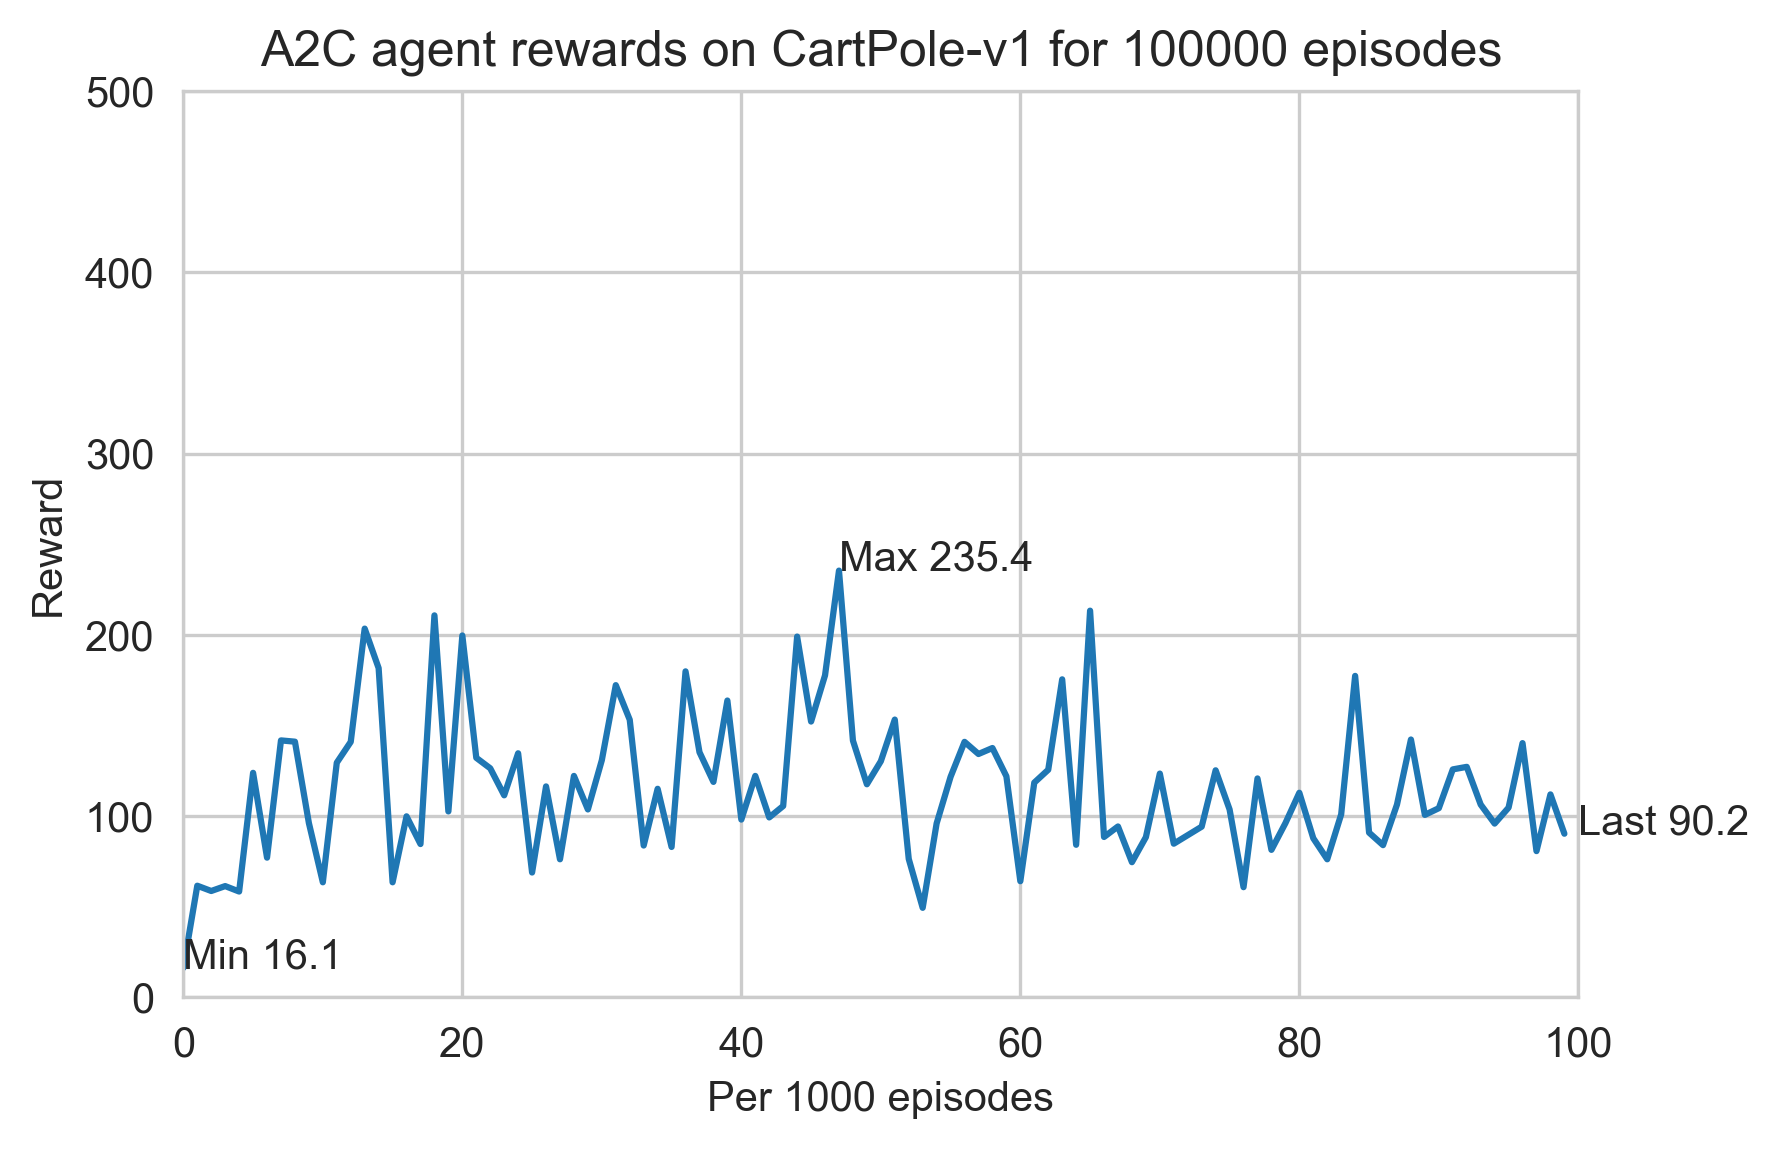 A2C agent rewards on CartPole-v1 for 100000 episodes
500
400
300
200
100
0
Reward
Max 235.4
Last 90.2
Min 16.1
0 20 40 60 80 100
Per 1000 episodes